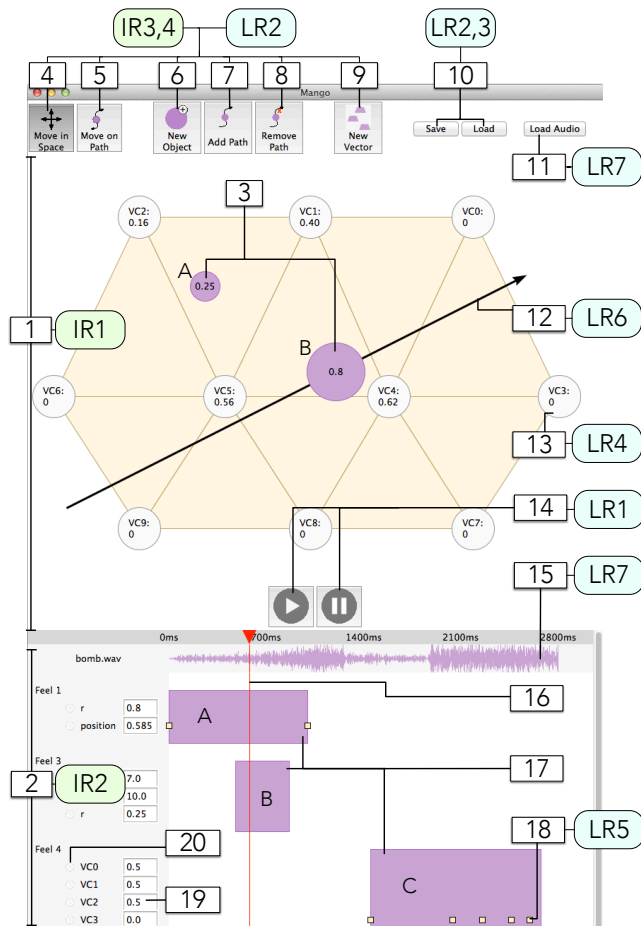 IR3,4 LR2 LR2,3
4 5 6 7 8 9 10
Mango
Move in Space
Move on Path
New Object
Add Path
Remove Path
New Vector
Save Load Load Audio
11 LR7
3
VC2: 0.16
VC1: 0.40
VC0: 0
A
0.25
1 IR1
12 LR6
B
0.8
VC6: 0
VC5: 0.56
VC4: 0.62
VC3: 0
13 LR4
VC9: 0
VC8: 0
VC7: 0
14 LR1
15 LR7
0ms 700ms 1400ms 2100ms 2800ms
bomb.wav
16
Feel 1
r 0.8
position 0.585
A
17
Feel 3
2 IR2
7.0
10.0
r 0.25
B
18 LR5
Feel 4
20
VC0 0.5
VC1 0.5
VC2 0.5
19
VC3 0.0
C